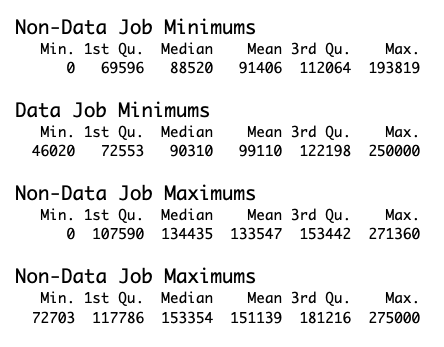 Non-Data Job Minimums
Min. 1st Qu. Median Mean 3rd Qu. Max.
0 69596 88520 91406 112064 193819
Data Job Minimums
Min. 1st Qu. Median Mean 3rd Qu. Max.
46020 72553 90310 99110 122198 250000
Non-Data Job Maximums
Min. 1st Qu. Median Mean 3rd Qu. Max.
0 107590 134435 133547 153442 271360
Non-Data Job Maximums
Min. 1st Qu. Median Mean 3rd Qu. Max.
72703 117786 153354 151139 181216 275000